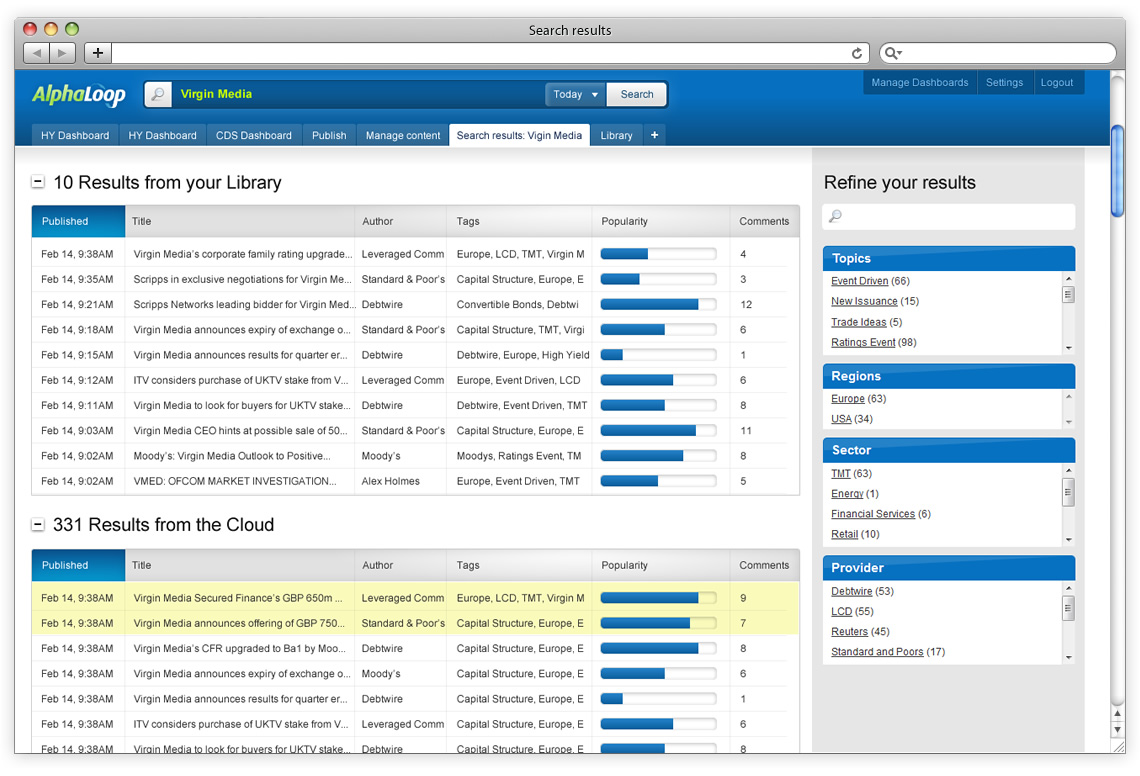 Search results
Manage Dashboards Settings Logout
AlphaLoop Virgin Media Today Search
HY Dashboard HY Dashboard CDS Dashboard Publish Manage content Search results: Vigin Media Library +
10 Results from your Library
Published Title Author Tags Popularity Comments
Feb 14, 9:38AM Virgin Media's corporate family rating upgrade... Leveraged Comm Europe, LCD, TMT, Virgin M 4
Feb 14, 9:35AM Scripps in exclusive negotiations for Virgin Me... Standard & Poor's Capital Structure, Europe, E 3
Feb 14, 9:21AM Scripps Networks leading bidder for Virgin Med... Debtwire Convertible Bonds, Debtwi 12
Feb 14, 9:18AM Virgin Media announces expiry of exchange o... Standard & Poor's Capital Structure, TMT, Virgi 6
Feb 14, 9:15AM Virgin Media announces results for quarter er... Debtwire Debtwire, Europe, High Yield 1
Feb 14, 9:12AM ITV considers purchase of UKTV stake from V... Leveraged Comm Europe, Event Driven, LCD 6
Feb 14, 9:11AM Virgin Media to look for buyers for UKTV stake... Debtwire Debtwire, Event Driven, TMT 8
Feb 14, 9:03AM Virgin Media CEO hints at possible sale of 50... Standard & Poor's Capital Structure, Europe, E 11
Feb 14, 9:02AM Moody's: Virgin Media Outlook to Positive... Moody's Moodys, Ratings Event, TM 8
Feb 14, 9:02AM VMED: OFCOM MARKET INVESTIGATION... Alex Holmes Europe, Event Driven, TMT 5
331 Results from the Cloud
Published Title Author Tags Popularity Comments
Feb 14, 9:38AM Virgin Media Secured Finance's GBP 650m ... Leveraged Comm Europe, LCD, TMT, Virgin M 9
Feb 14, 9:38AM Virgin Media announces offering of GBP 750... Standard & Poor's Capital Structure, Europe, E 7
Feb 14, 9:38AM Virgin Media's CFR upgraded to Ba1 by Moo... Debtwire Capital Structure, Europe, E 8
Feb 14, 9:38AM Virgin Media announces expiry of exchange o... Moody's Capital Structure, Europe, E 6
Feb 14, 9:38AM Virgin Media announces results for quarter er... Debtwire Capital Structure, Europe, E 1
Feb 14, 9:38AM ITV considers purchase of UKTV stake from V... Leveraged Comm Capital Structure, Europe, E 6
Feb 14, 9:38AM Virgin Media to look for buyers for UKTV stake... Debtwire Capital Structure, Europe, E 8
Refine your results
Topics
Event Driven (66)
New Issuance (15)
Trade Ideas (5)
Ratings Event (98)
Regions
Europe (63)
USA (34)
Sector
TMT (63)
Energy (1)
Financial Services (6)
Retail (10)
Provider
Debtwire (53)
LCD (55)
Reuters (45)
Standard and Poors (17)